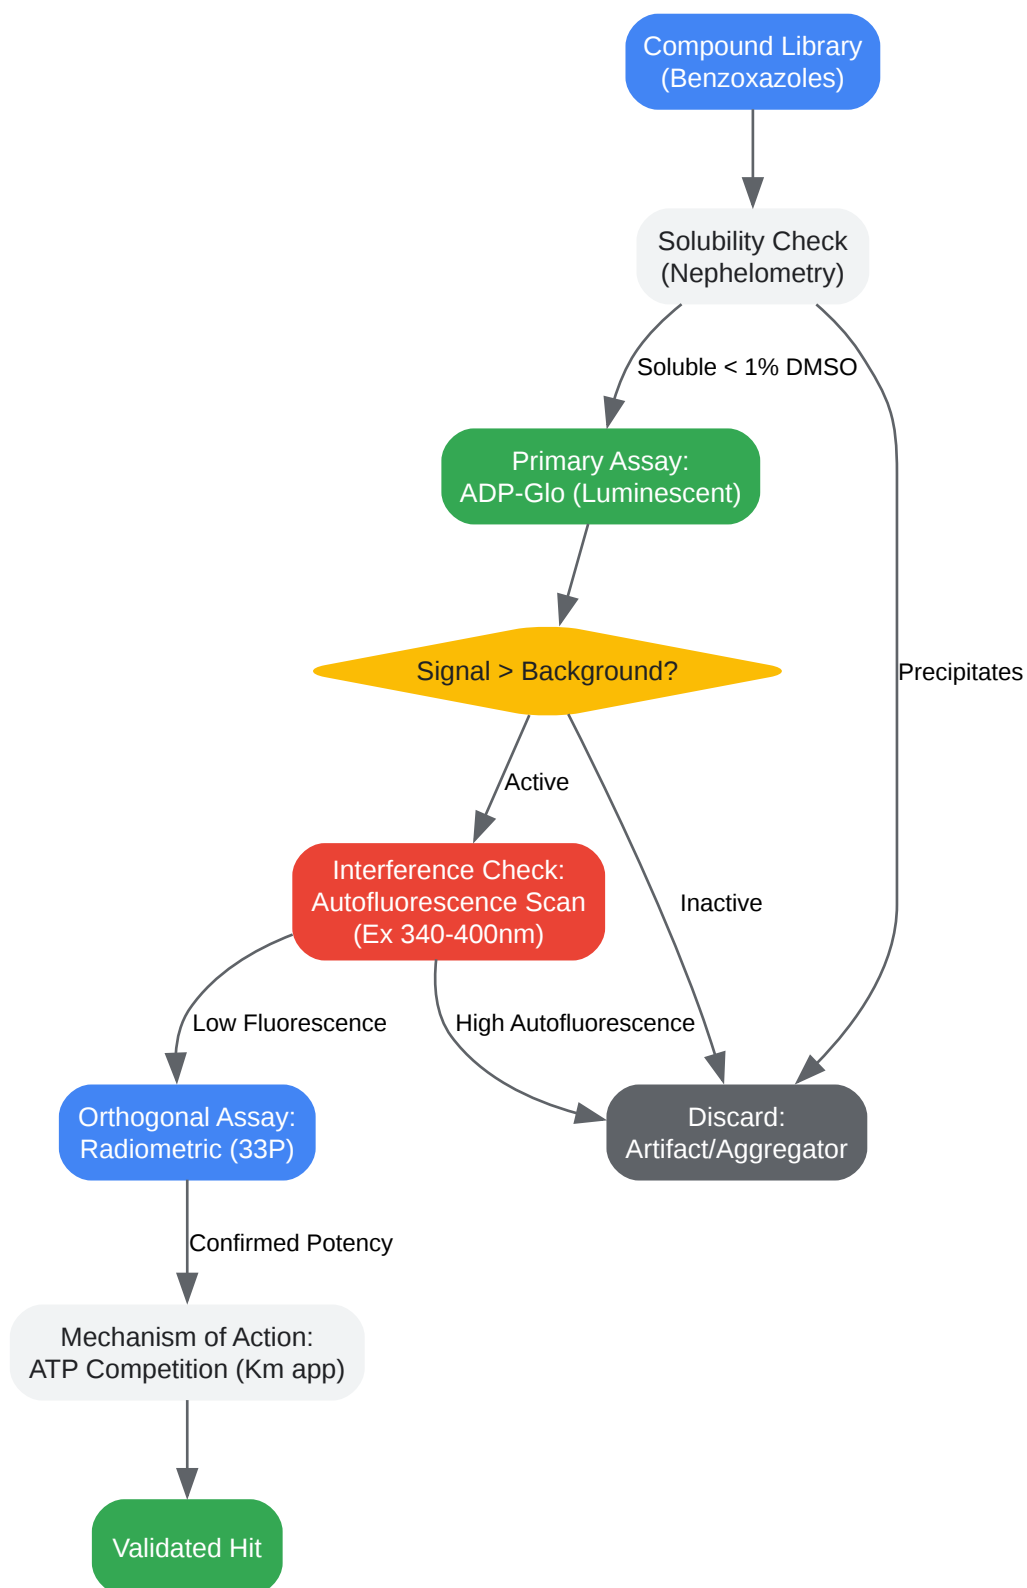 Compound Library
(Benzoxazoles)
Solubility Check
(Nephelometry)
Soluble < 1% DMSO
Primary Assay:
ADP-Glo (Luminescent)
Signal > Background?
Precipitates
Active
Interference Check:
Autofluorescence Scan
(Ex 340-400nm)
Inactive
Low Fluorescence
High Autofluorescence
Orthogonal Assay:
Radiometric (33P)
Discard:
Artifact/Aggregator
Confirmed Potency
Mechanism of Action:
ATP Competition (Km app)
Validated Hit